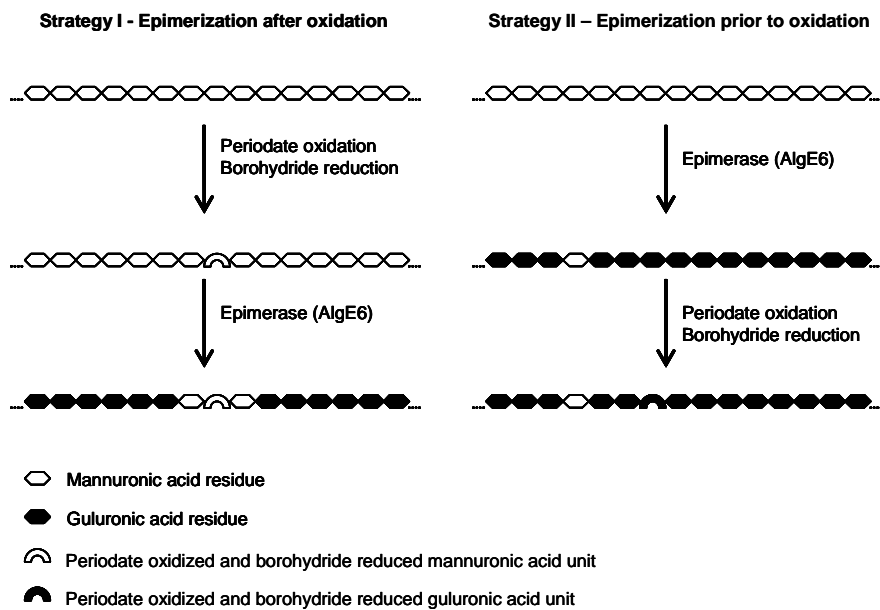 Strategy I - Epimerization after oxidation
Periodate oxidation
Borohydride reduction
Epimerase (AlgE6)
Strategy II – Epimerization prior to oxidation
Epimerase (AlgE6)
Periodate oxidation
Borohydride reduction
Mannuronic acid residue
Guluronic acid residue
Periodate oxidized and borohydride reduced mannuronic acid unit
Periodate oxidized and borohydride reduced guluronic acid unit